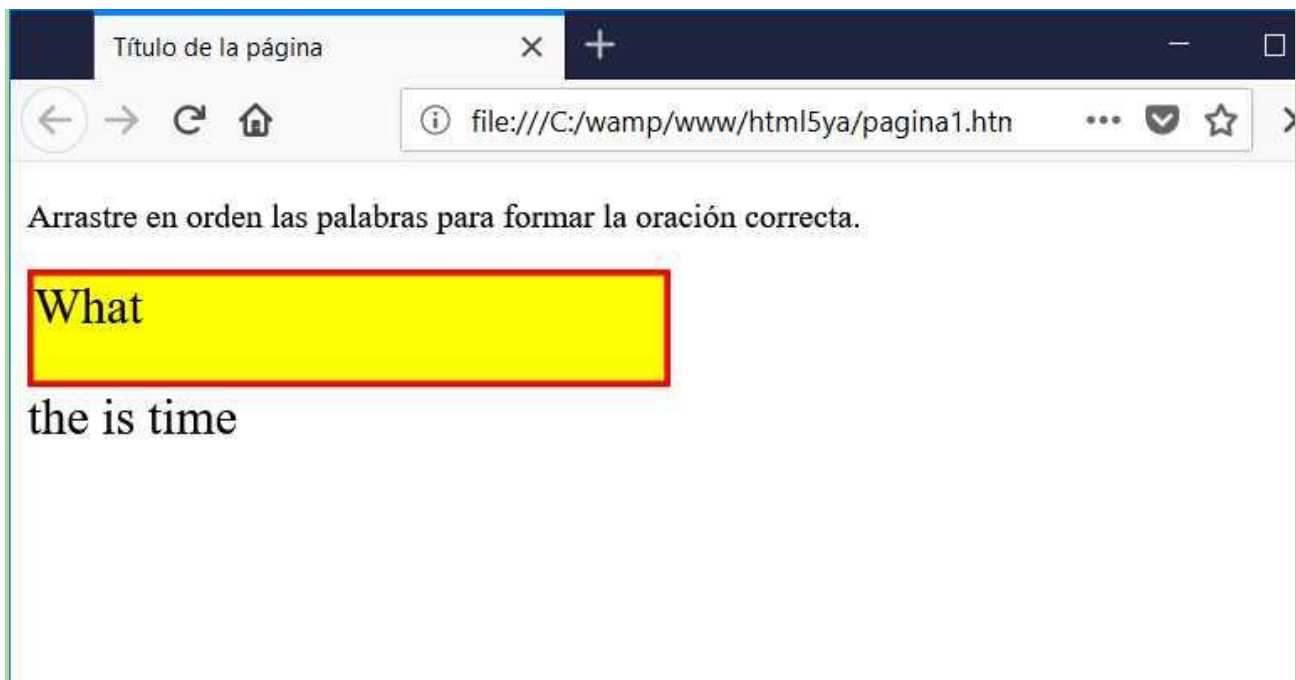 Título de la página
file:///C:/wamp/www/html5ya/pagina1.htn
Arrastre en orden las palabras para formar la oración correcta.
What
the is time